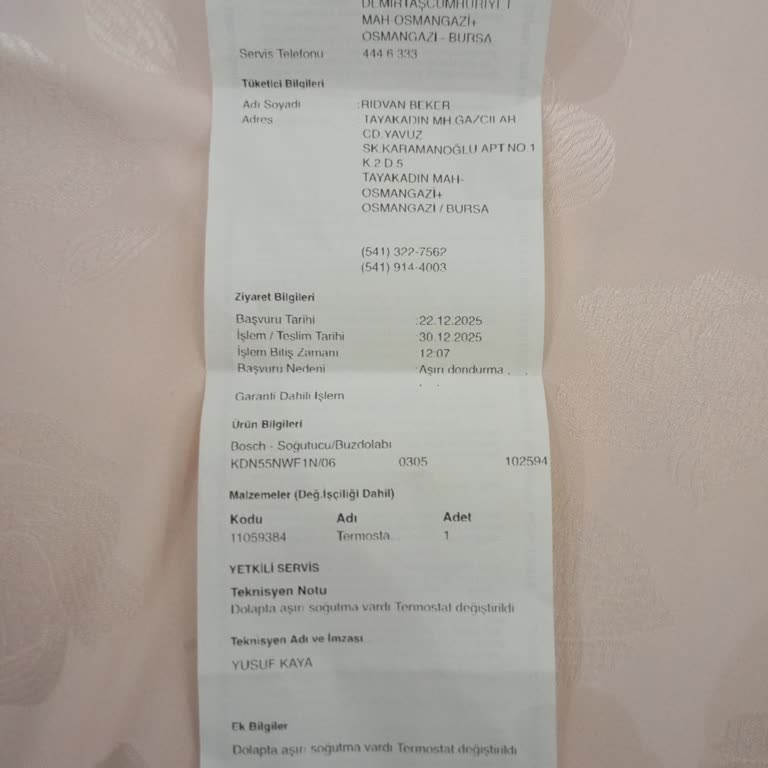 DEMİRTAŞCUMHURİYET
MAH-OSMANGAZİ+
OSMANGAZİ - BURSA
Servis Telefonu 444 6 333
Tüketici Bilgileri
Adı Soyadı :RIDVAN BEKER
Adres TAYAKADIN MH.GAZCILAH
CD.YAVUZ
SK.KARAMANOĞLU APT.NO.1
K.2 D.5
TAYAKADIN MAH-
OSMANGAZİ+
OSMANGAZİ / BURSA
(541) 322-7562
(541) 914-4003
Ziyaret Bilgileri
Başvuru Tarihi :22.12.2025
İşlem / Teslim Tarihi :30.12.2025
İşlem Bitiş Zamanı 12:07
Başvuru Nedeni :Aşırı dondurma
Garanti Dahili İşlem
Ürün Bilgileri
Bosch - Soğutucu/Buzdolabı
KDN55NWF1N/06 0305 102594
Malzemeler (Değ.İşçiliği Dahil)
Kodu Adı Adet
11059384 Termosta... 1
YETKİLİ SERVİS
Teknisyen Notu
Dolapta aşırı soğutma vardı Termostat değiştirildi
Teknisyen Adı ve İmzası
YUSUF KAYA
Ek Bilgiler
Dolapta aşırı soğutma vardı Termostat değiştirildi